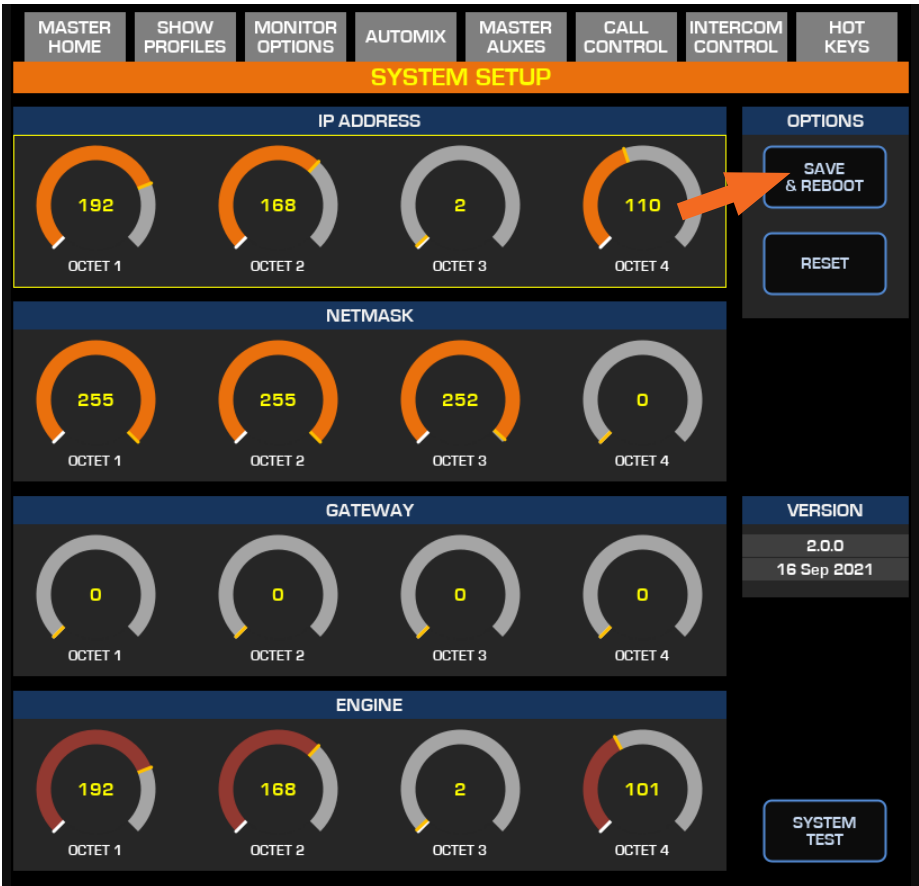 MASTER
HOME
SHOW
PROFILES
MONITOR
OPTIONS
AUTOMIX
MASTER
AUXES
CALL
CONTROL
INTERCOM
CONTROL
HOT
KEYS
SYSTEM SETUP
IP ADDRESS
192
168
2
110
OCTET 1
OCTET 2
OCTET 3
OCTET 4
OPTIONS
SAVE
& REBOOT
RESET
NETMASK
255
255
252
0
OCTET 1
OCTET 2
OCTET 3
OCTET 4
GATEWAY
0
0
0
0
OCTET 1
OCTET 2
OCTET 3
OCTET 4
VERSION
2.0.0
16 Sep 2021
ENGINE
192
168
2
101
OCTET 1
OCTET 2
OCTET 3
OCTET 4
SYSTEM
TEST